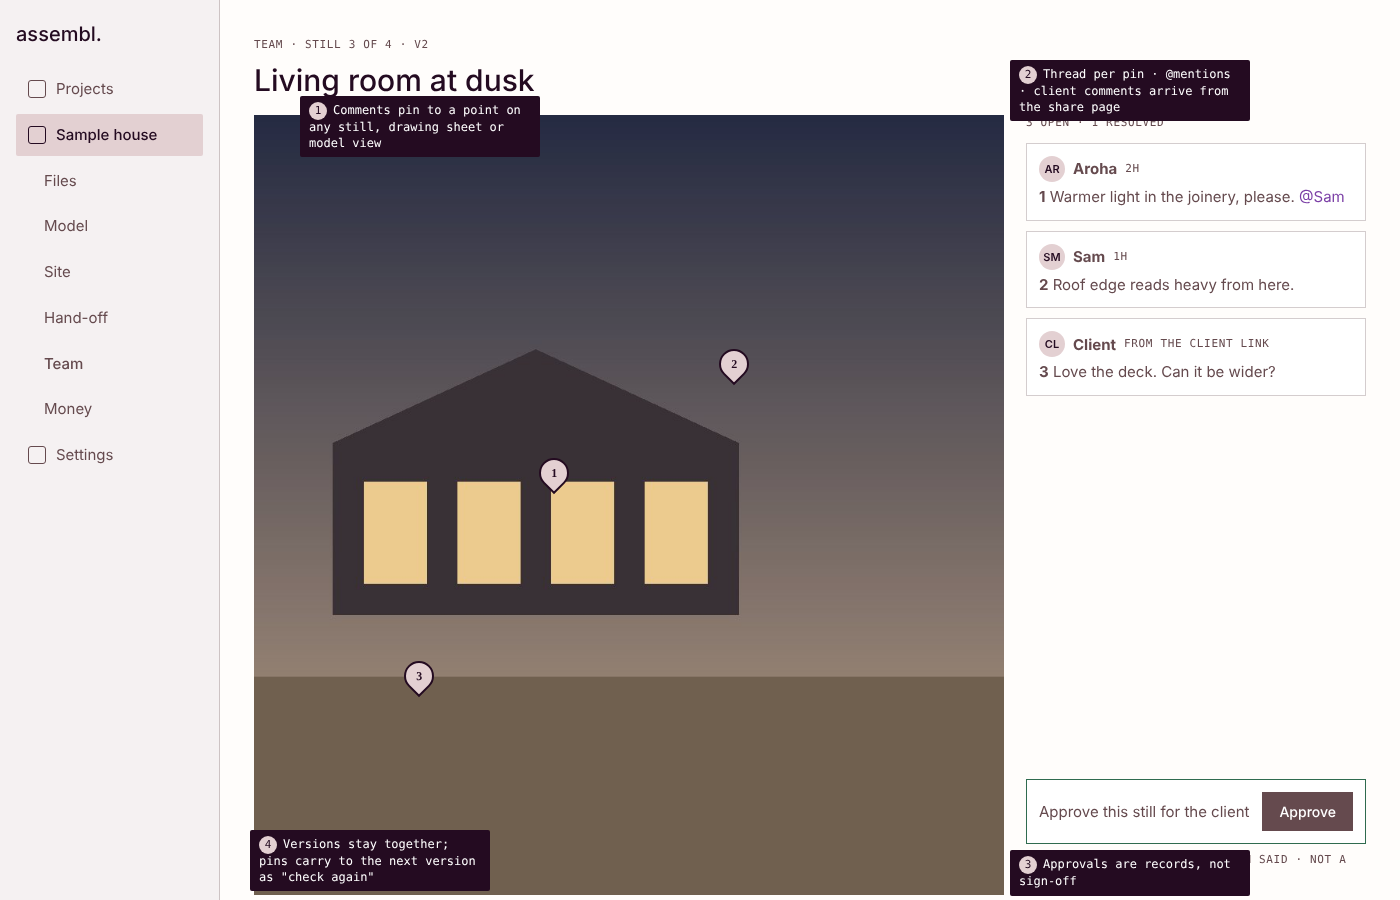 assembl.
Projects
Sample house
Files
Model
Site
Hand-off
Team
Money
Settings
TEAM · STILL 3 OF 4 · V2
Living room at dusk
1 Comments pin to a point on
any still, drawing sheet or
model view
2
1
3
4 Versions stay together;
pins carry to the next version
as "check again"
2 Thread per pin · @mentions
· client comments arrive from
the share page
3 OPEN · 1 RESOLVED
AR Aroha 2H
1 Warmer light in the joinery, please. @Sam
SM Sam 1H
2 Roof edge reads heavy from here.
CL Client FROM THE CLIENT LINK
3 Love the deck. Can it be wider?
Approve this still for the client Approve
SAID · NOT A
3 Approvals are records, not
sign-off